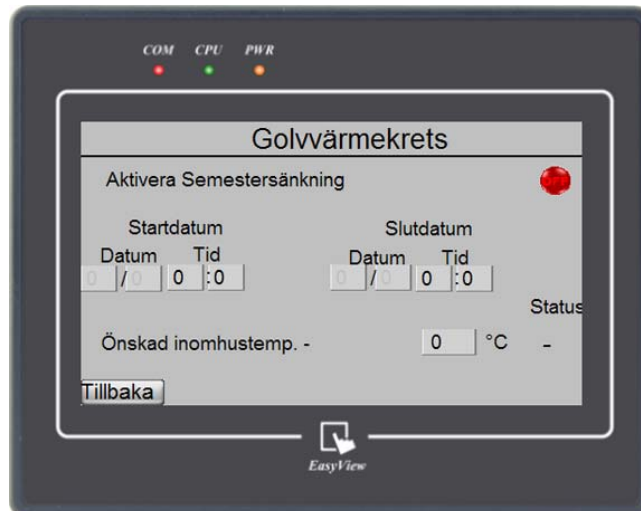 COM CPU PWR
Golvvärmekrets
Aktivera Semestersänkning OFF
Startdatum Slutdatum
Datum Tid Datum Tid
0 / 0 0 : 0 0 / 0 0 : 0
Status
Önskad inomhustemp. - 0 °C -
Tillbaka
EasyView